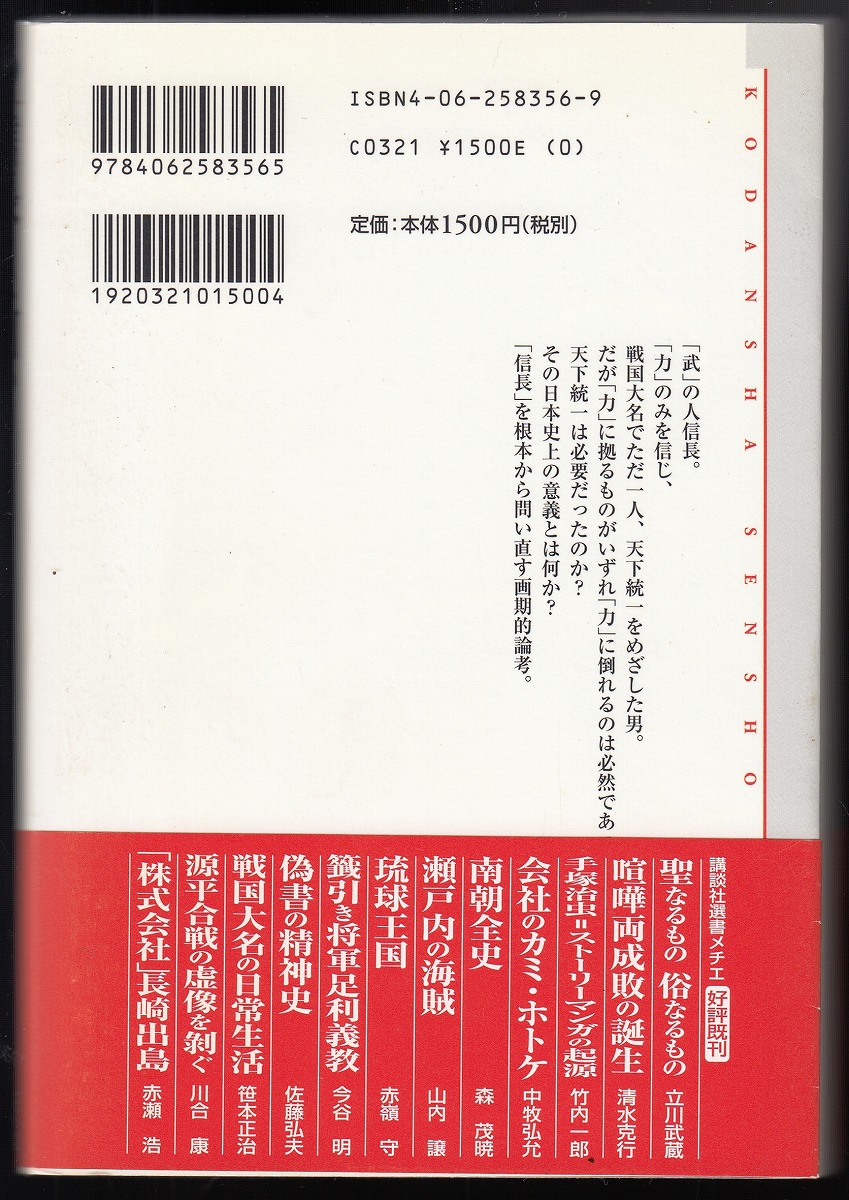 ISBN4-06-258356-9
C0321 ¥1500E (0)
9784062583565
定価:本体1500円(税別)
1920321015004
KODANSHA SENSHO
「武」の人信長。
「力」のみを信じ、
戦国大名でただ一人、天下統一をめざした男。
だが「力」に拠るものがいずれ「力」に倒れるのは必然であ
天下統一は必要だったのか?
その日本史上の意義とは何か?
「信長」を根本から問い直す画期的論考。
講談社選書メチエ 好評既刊
聖なるもの 俗なるもの 立川武蔵
喧嘩両成敗の誕生 清水克行
手塚治虫=ストーリーマンガの起源 竹内一郎
会社のカミ・ホトケ 中牧弘允
南朝全史 森 茂暁
瀬戸内の海賊 山内 譲
琉球王国 赤嶺 守
籤引き将軍足利義教 今谷 明
偽書の精神史 佐藤弘夫
戦国大名の日常生活 笹本正治
源平合戦の虚像を剝ぐ 川合 康
「株式会社」長崎出島 赤瀬 浩